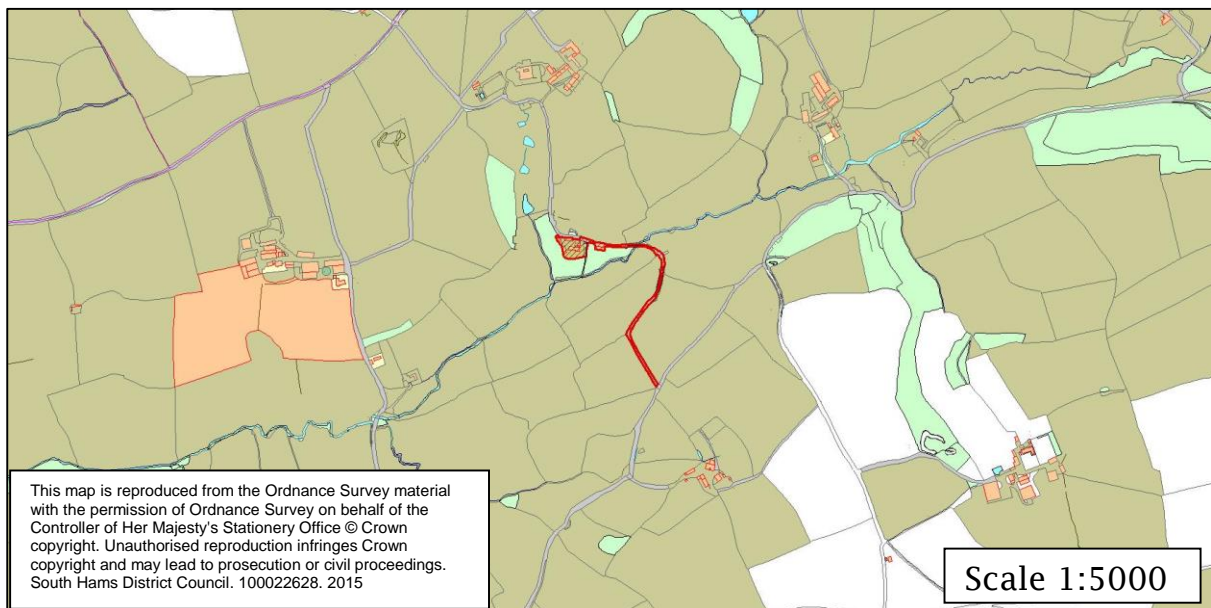 This map is reproduced from the Ordnance Survey material
with the permission of Ordnance Survey on behalf of the
Controller of Her Majesty's Stationery Office © Crown
copyright. Unauthorised reproduction infringes Crown
copyright and may lead to prosecution or civil proceedings.
South Hams District Council. 100022628. 2015
Scale 1:5000